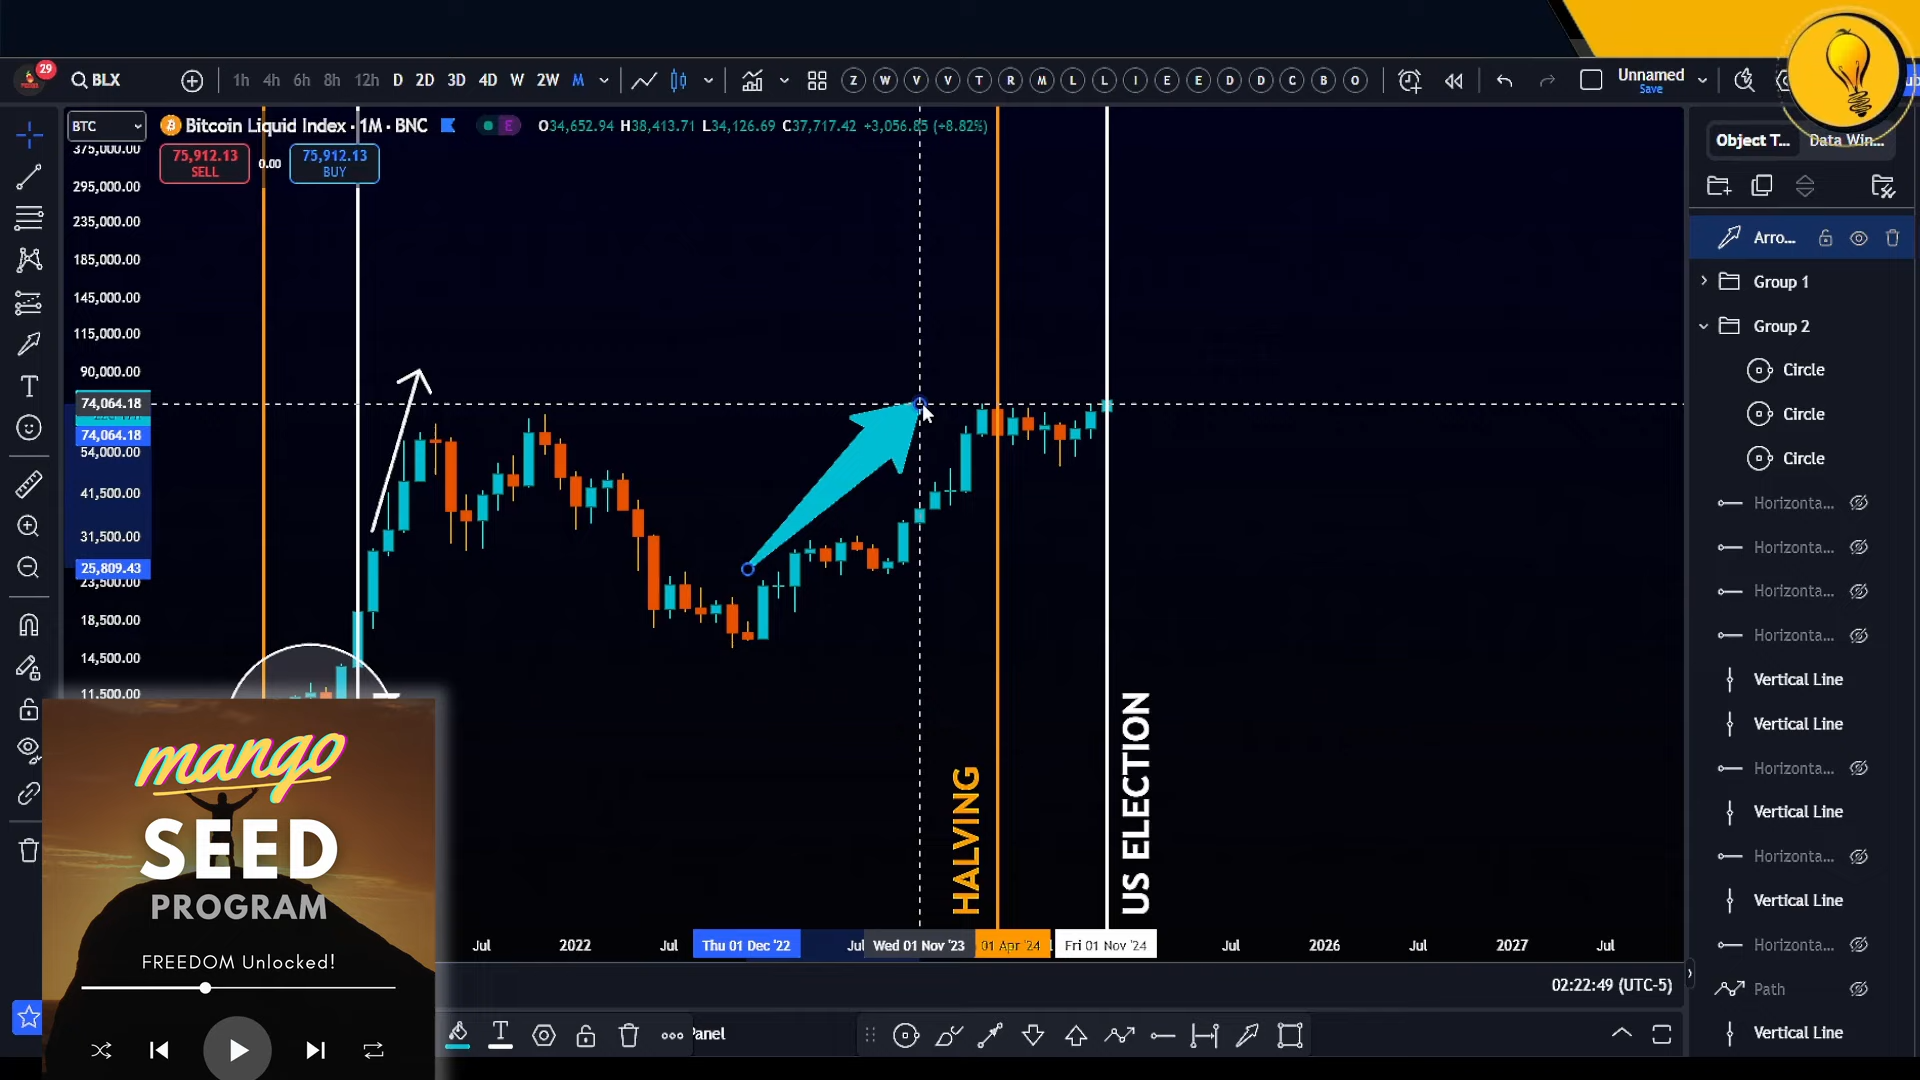 29
BLX
1h 4h 6h 8h 12h D 2D 3D 4D W 2W M
Z W V V T R M L L I E E D D C B O
Unnamed
Save
BTC
Bitcoin Liquid Index · 1M · BNC
E
O34,652.94 H38,413.71 L34,126.69 C37,717.42 +3,056.85 (+8.82%)
75,912.13
SELL
0.00
75,912.13
BUY
Object T...
Data Win...
375,000.00
295,000.00
235,000.00
185,000.00
145,000.00
115,000.00
90,000.00
74,064.18
74,064.18
54,000.00
41,500.00
31,500.00
25,809.43
23,500.00
18,500.00
14,500.00
11,500.00
Arro...
Group 1
Group 2
Circle
Circle
Circle
Horizonta...
Horizonta...
Horizonta...
Horizonta...
Vertical Line
Vertical Line
Horizonta...
Vertical Line
Horizonta...
Vertical Line
Horizonta...
Path
Vertical Line
HALVING
US ELECTION
mango
SEED
PROGRAM
FREEDOM Unlocked!
Jul 2022 Jul Thu 01 Dec '22 Jul Wed 01 Nov '23 01 Apr '24 Fri 01 Nov '24 Jul 2026 Jul 2027 Jul
02:22:49 (UTC-5)
T
Panel